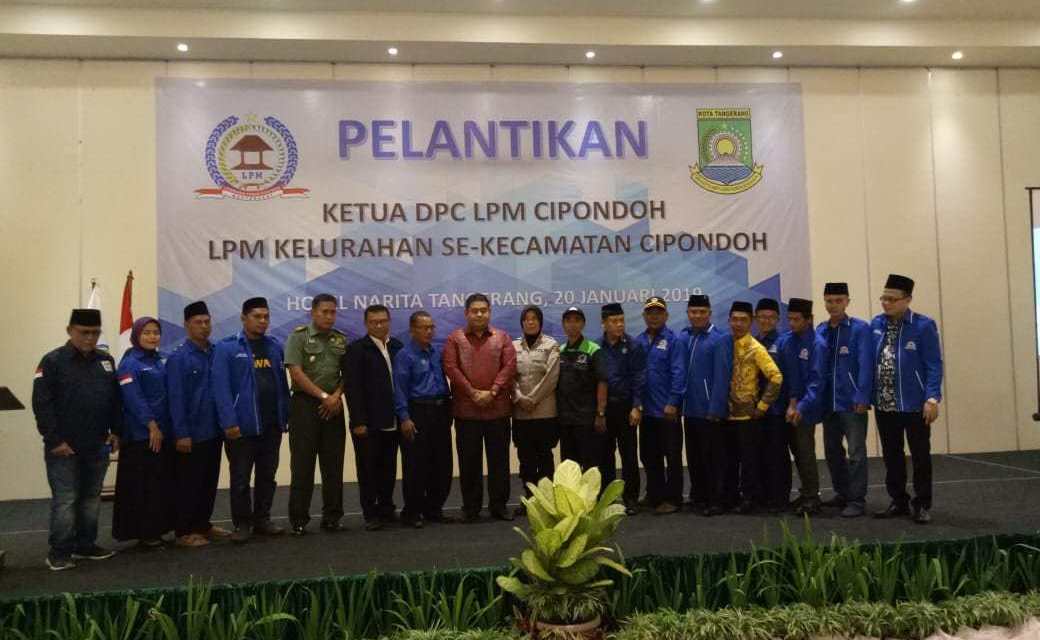 PELANTIKAN
LPM
KOTA TANGERANG
KETUA DPC LPM CIPONDOH
LPM KELURAHAN SE-KECAMATAN CIPONDOH
HOTEL NARITA TANGERANG, 20 JANUARI 2019